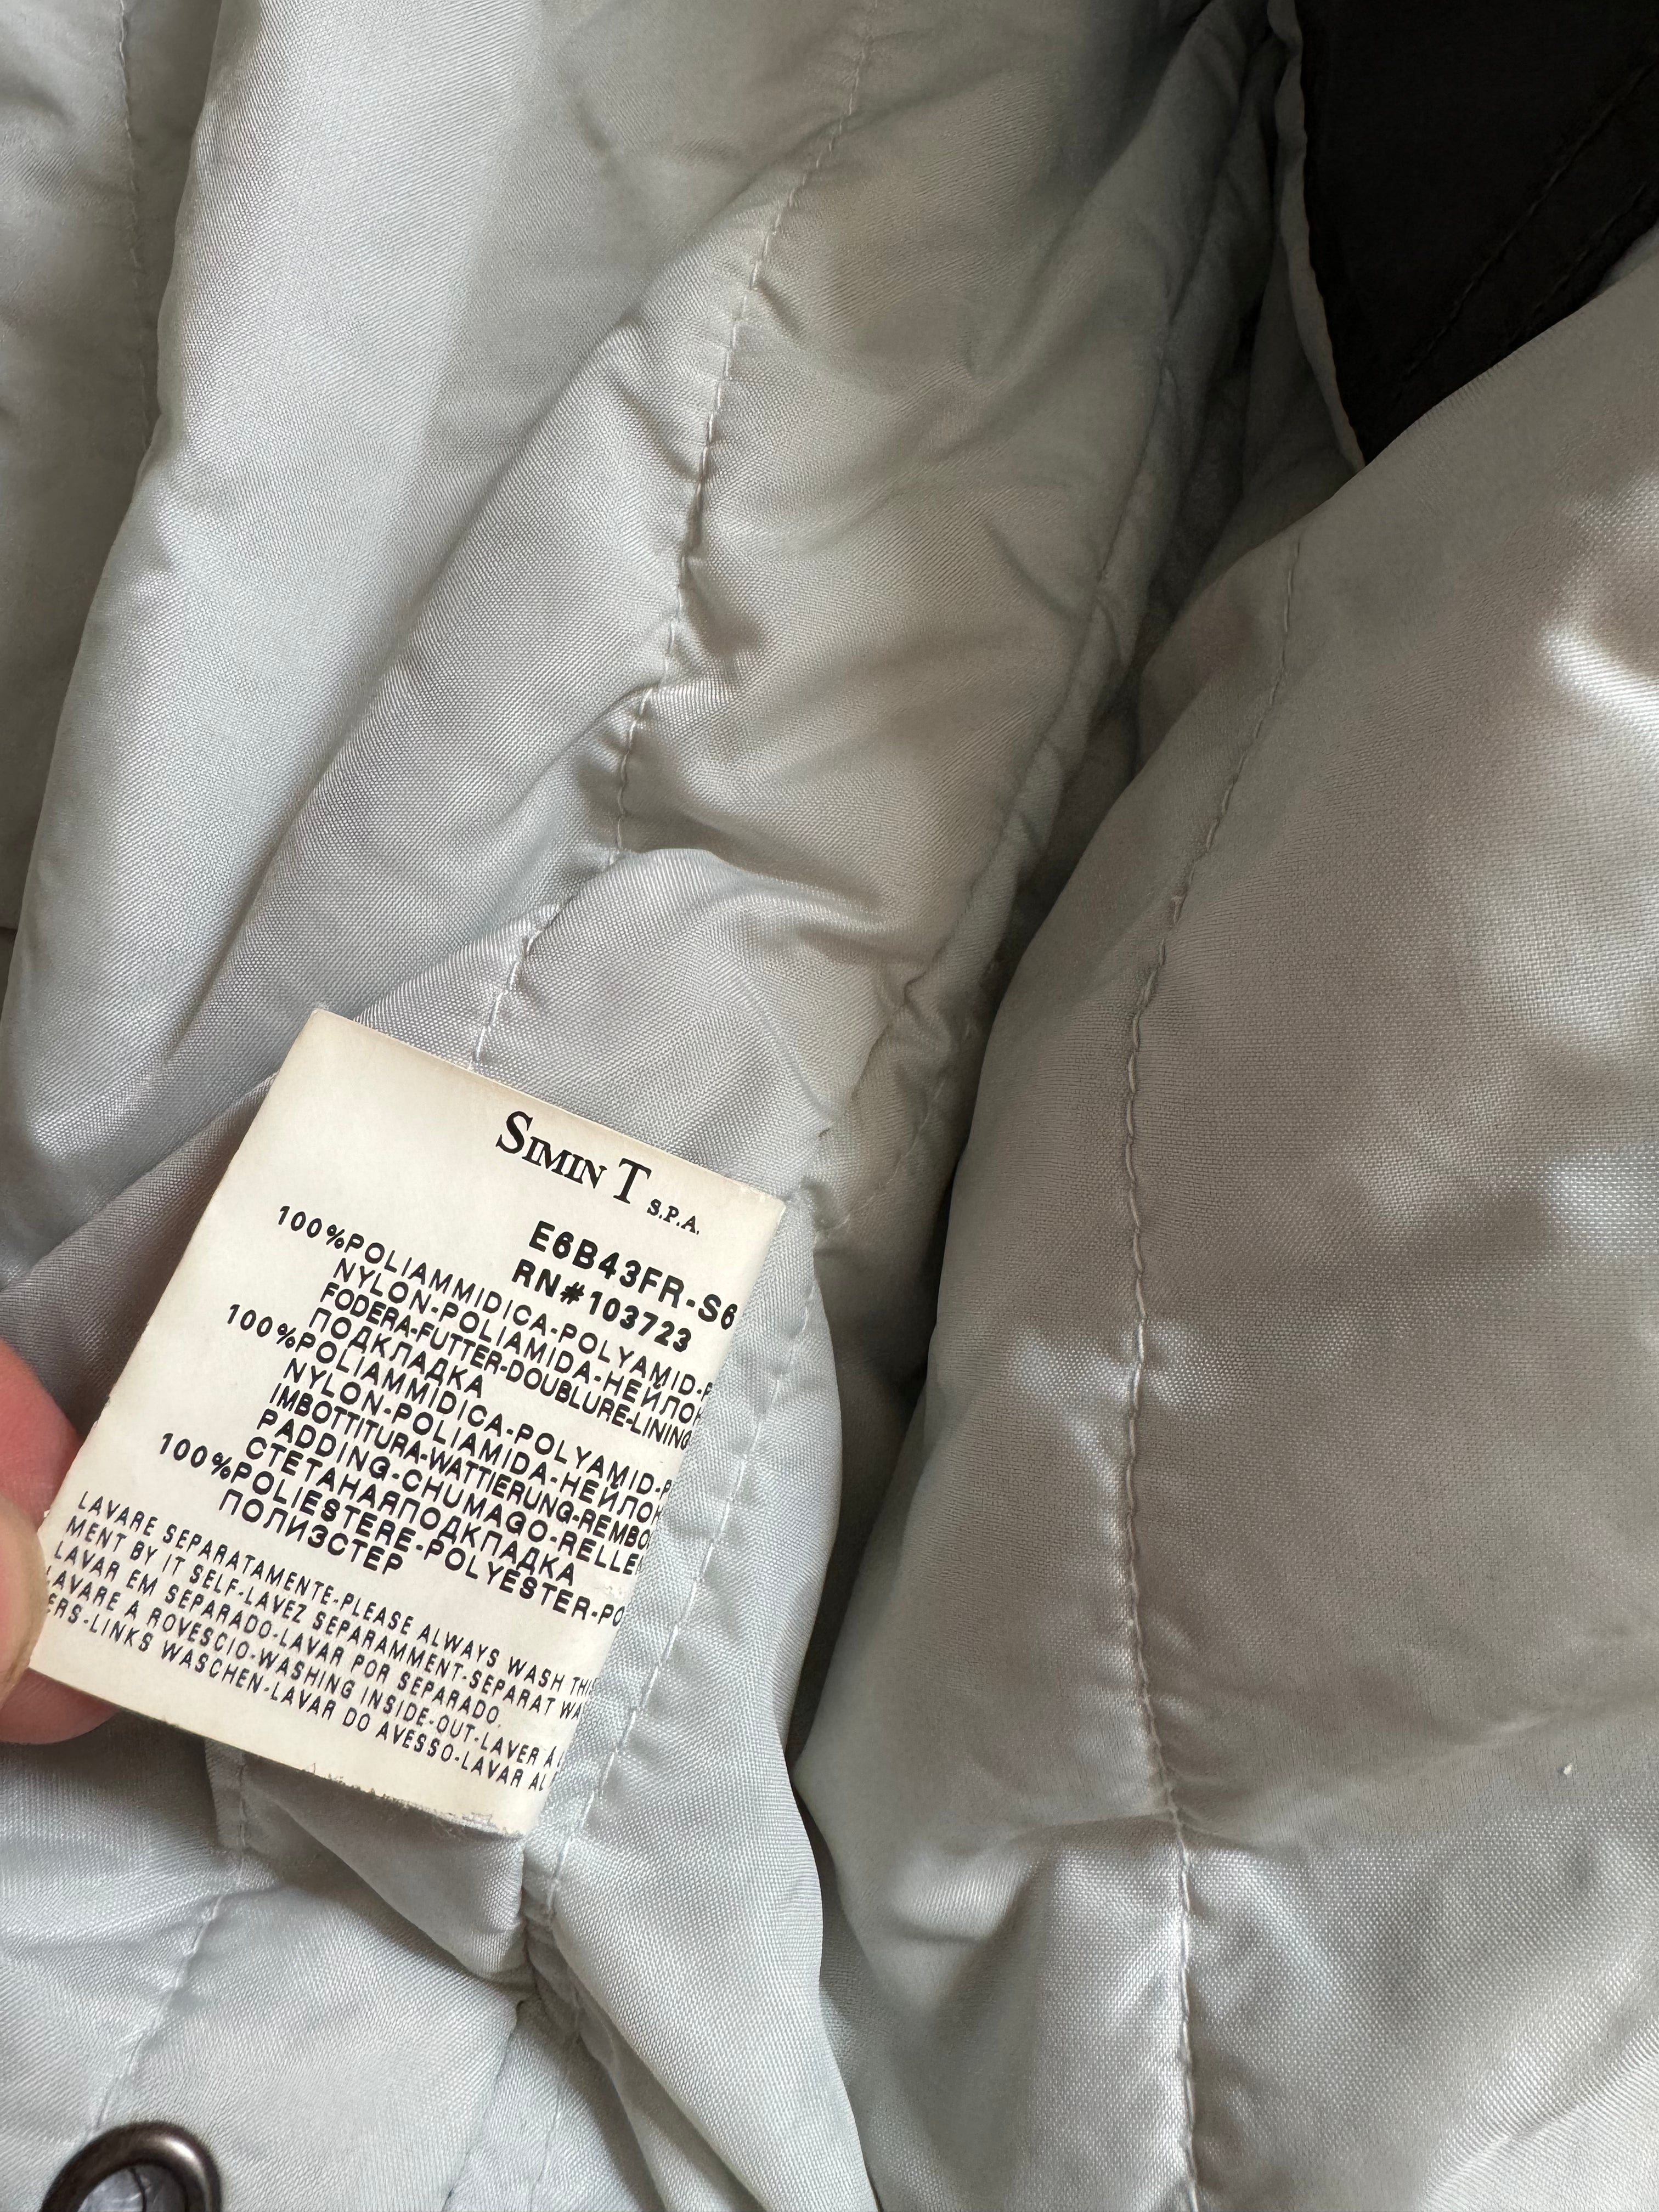 SIMIN T S.P.A.
E6B43FR-S6
RN#103723
100%POLIAMMIDICA-POLYAMID-P
NYLON-POLIAMIDA-НЕЙЛОН
FODERA-FUTTER-DOUBLURE-LINING
ПОДКЛАДКА
100%POLIAMMIDICA-POLYAMID-P
NYLON-POLIAMIDA-НЕЙЛОН
IMBOTTITURA-WATTIERUNG-REMBO
PADDING-CHUMAGO-RELLE
СТЕТАНАЯПОДКЛАДКА
100%POLIESTERE-POLYESTER-PO
ПОЛИЭСТЕР
LAVARE SEPARATAMENTE-PLEASE ALWAYS WASH THI
MENT BY IT SELF-LAVEZ SEPARAMMENT-SEPARAT WA
LAVAR EM SEPARADO-LAVAR POR SEPARADO.
LAVARE A ROVESCIO-WASHING INSIDE-OUT-LAVER À
ERS-LINKS WASCHEN-LAVAR DO AVESSO-LAVAR AL